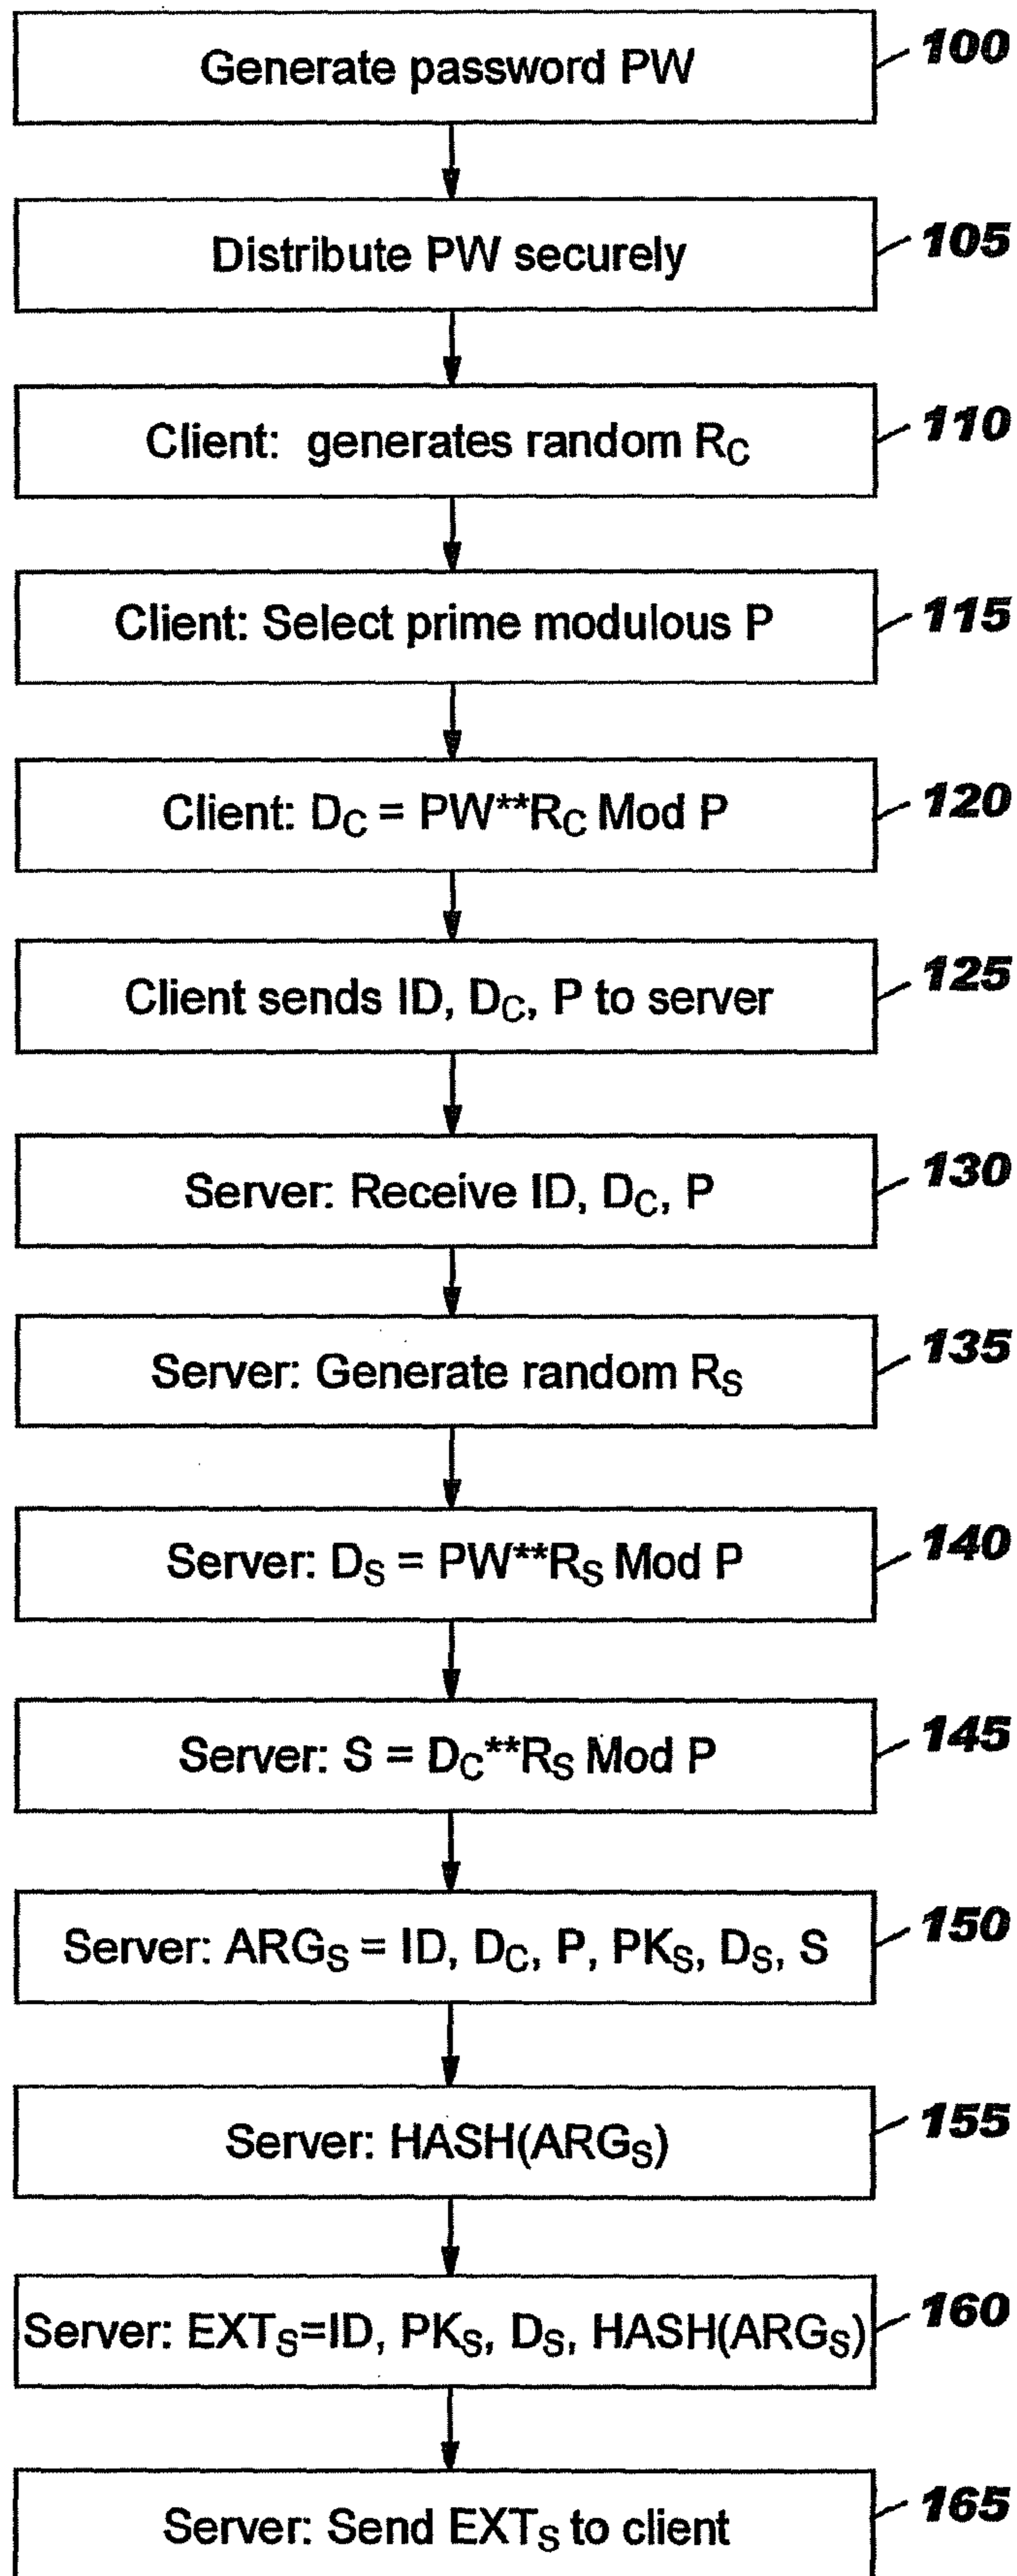 Generate password PW 100
Distribute PW securely 105
Client: generates random RC 110
Client: Select prime modulous P 115
Client: DC = PW**RC Mod P 120
Client sends ID, DC, P to server 125
Server: Receive ID, DC, P 130
Server: Generate random RS 135
Server: DS = PW**RS Mod P 140
Server: S = DC**RS Mod P 145
Server: ARGS = ID, DC, P, PKS, DS, S 150
Server: HASH(ARGS) 155
Server: EXTS=ID, PKS, DS, HASH(ARGS) 160
Server: Send EXTS to client 165